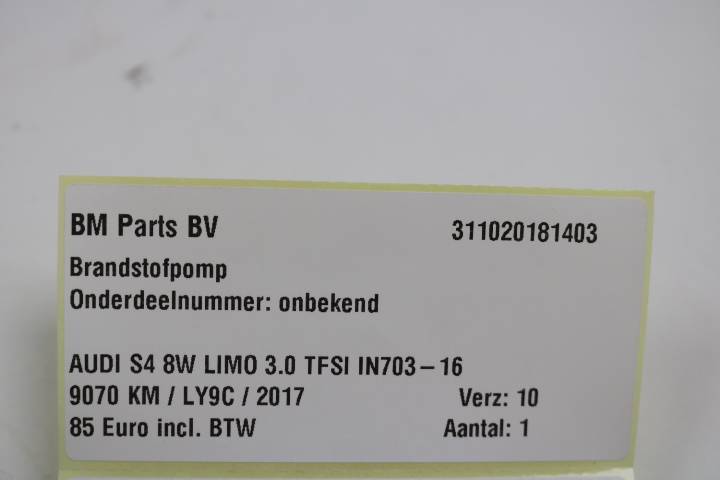 BM Parts BV 311020181403
Brandstofpomp
Onderdeelnummer: onbekend
AUDI S4 8W LIMO 3.0 TFSI IN703-16
9070 KM / LY9C / 2017 Verz: 10
85 Euro incl. BTW Aantal: 1